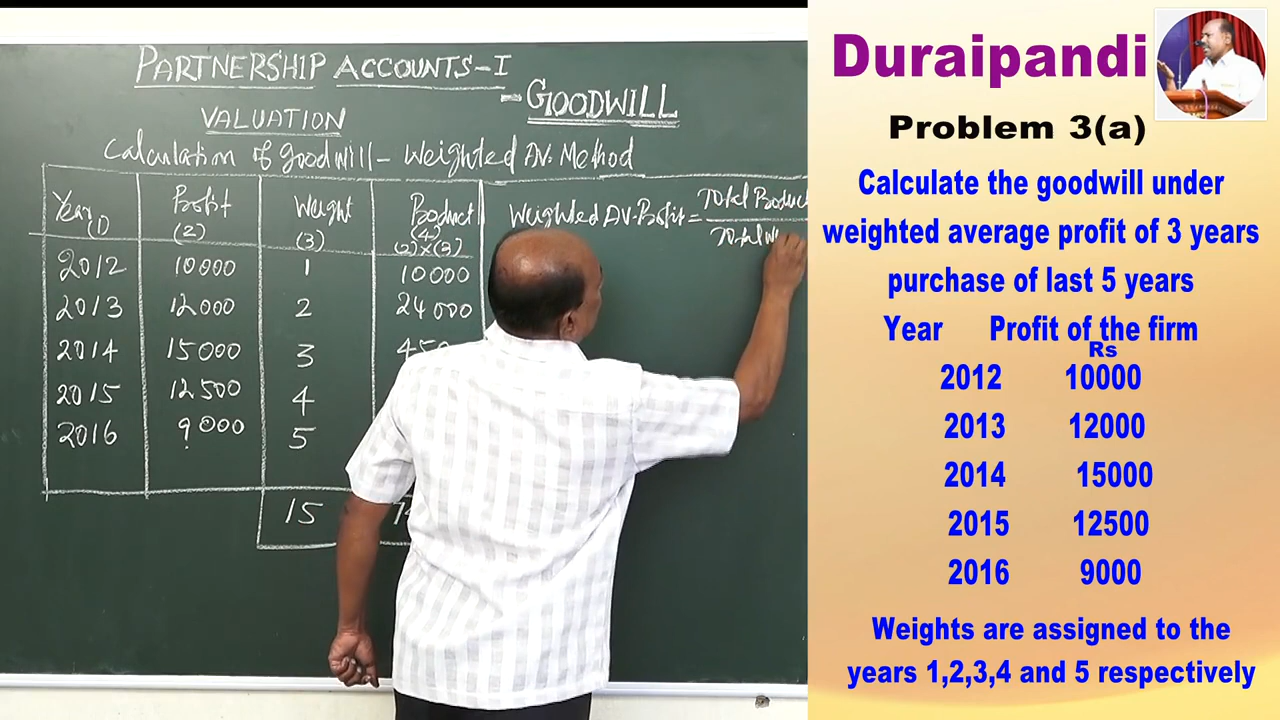 PARTNERSHIP ACCOUNTS-I
- GOODWILL
VALUATION
Calculation of goodwill - Weighted AV. Method
Year (1) Profit (2) Weight (3) Product (4) (2)x(3)
2012 10000 1 10000
2013 12000 2 24000
2014 15000 3
2015 12500 4
2016 9000 5
15
Weighted AV. Profit = Total Product
Total
Duraipandi
Problem 3(a)
Calculate the goodwill under
weighted average profit of 3 years
purchase of last 5 years
Year Profit of the firm
Rs
2012 10000
2013 12000
2014 15000
2015 12500
2016 9000
Weights are assigned to the
years 1,2,3,4 and 5 respectively